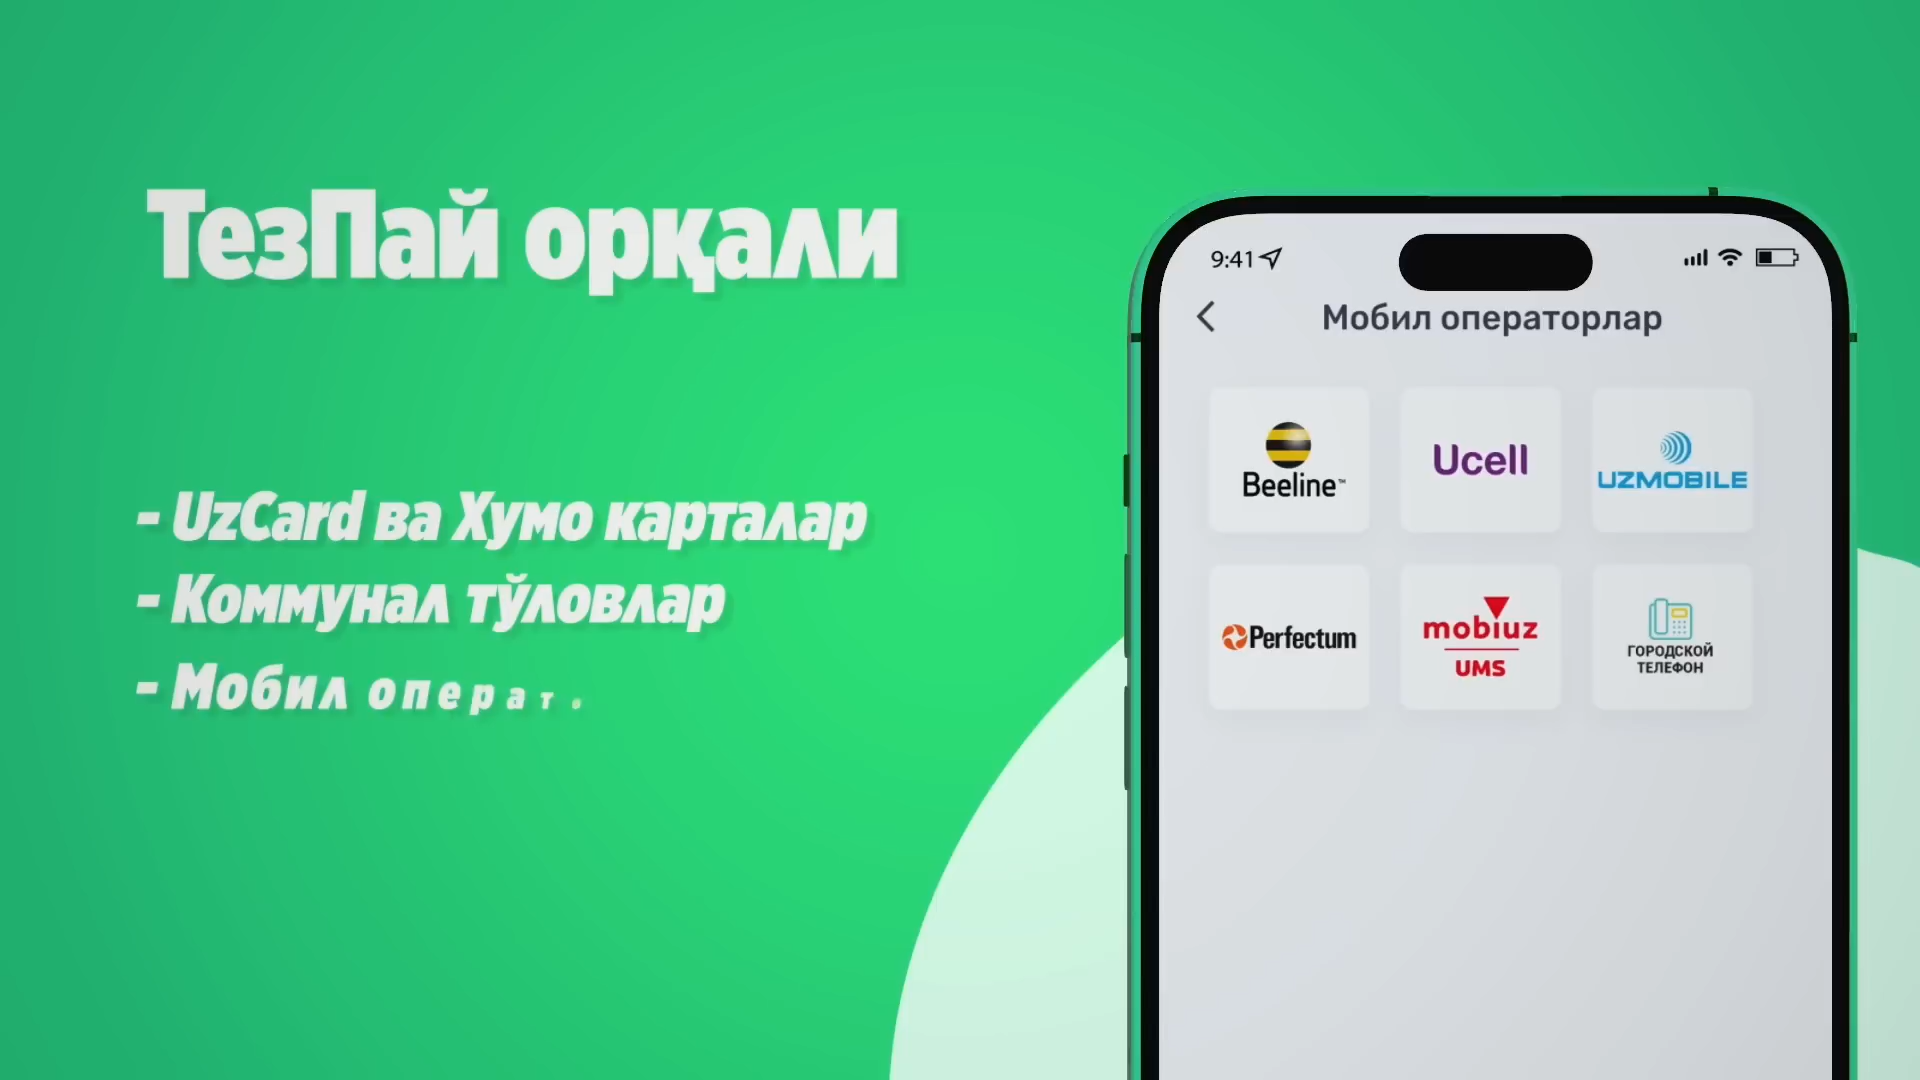 ТезПай орқали
- UzCard ва Хумо карталар
- Коммунал тўловлар
- Мобил операт
9:41
Мобил операторлар
Beeline™
Ucell
UZMOBILE
Perfectum
mobiuz
UMS
ГОРОДСКОЙ
ТЕЛЕФОН